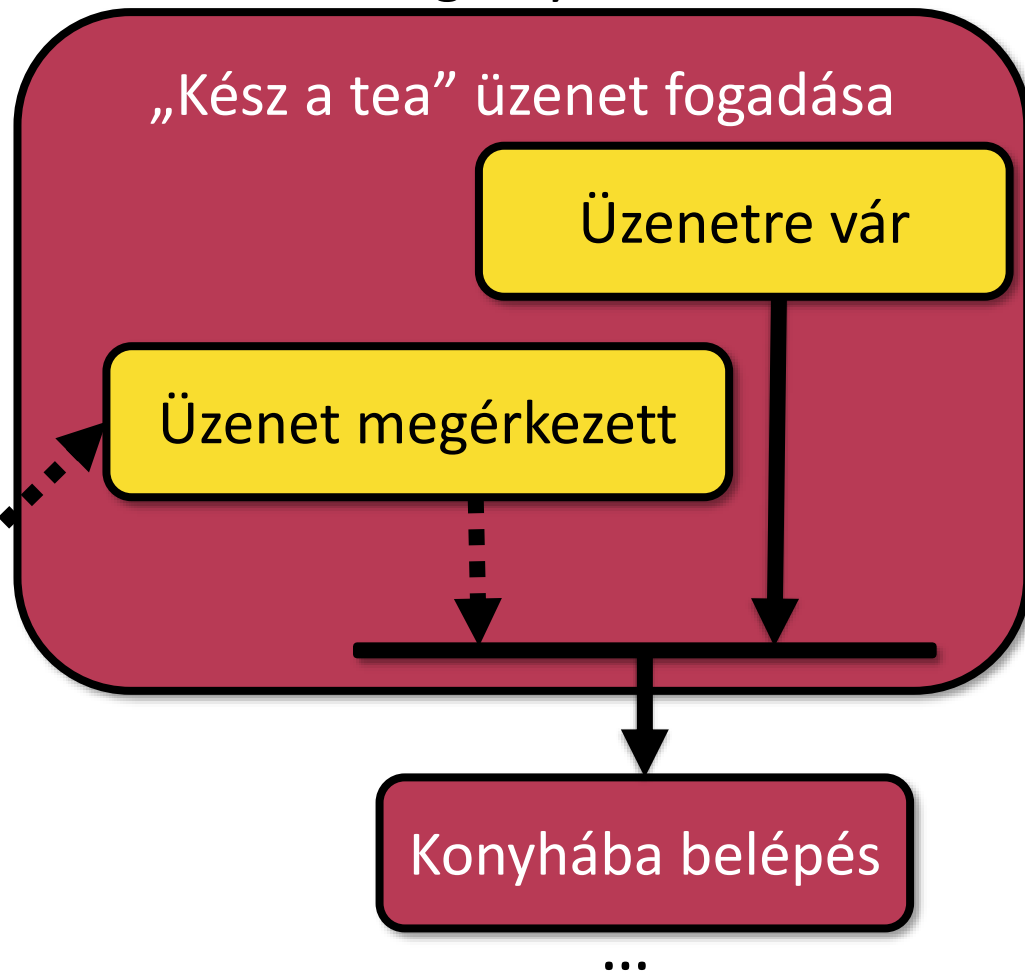 „Kész a tea” üzenet fogadása
Üzenetre vár
Üzenet megérkezett
Konyhába belépés
...